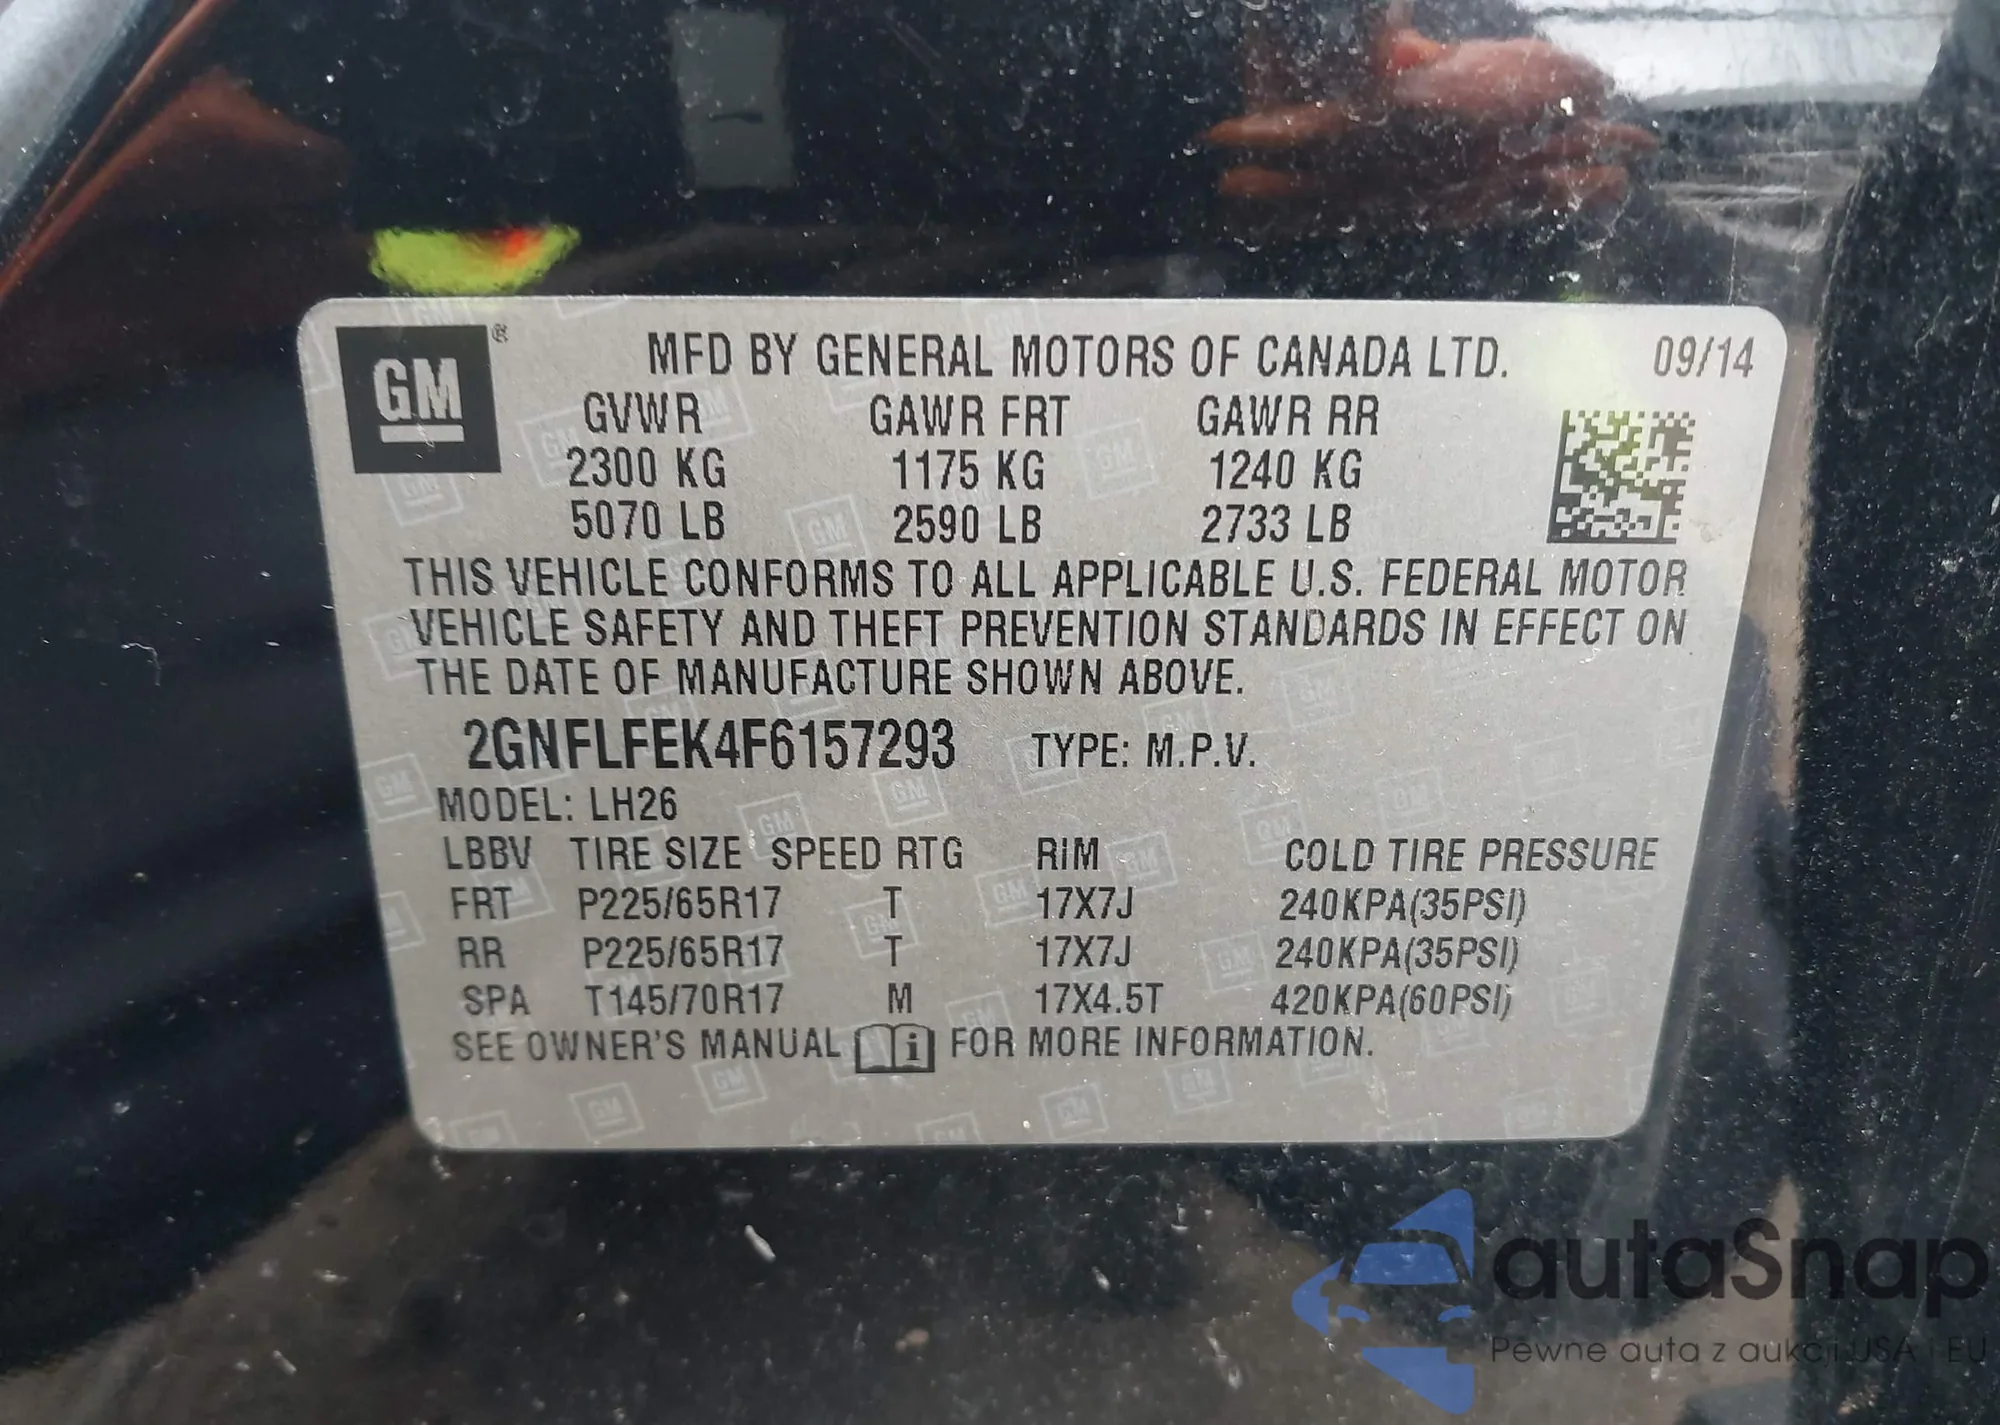 GM ®
MFD BY GENERAL MOTORS OF CANADA LTD. 09/14
GVWR GAWR FRT GAWR RR
2300 KG 1175 KG 1240 KG
5070 LB 2590 LB 2733 LB
THIS VEHICLE CONFORMS TO ALL APPLICABLE U.S. FEDERAL MOTOR
VEHICLE SAFETY AND THEFT PREVENTION STANDARDS IN EFFECT ON
THE DATE OF MANUFACTURE SHOWN ABOVE.
2GNFLFEK4F6157293 TYPE: M.P.V.
MODEL: LH26
LBBV TIRE SIZE SPEED RTG RIM COLD TIRE PRESSURE
FRT P225/65R17 T 17X7J 240KPA(35PSI)
RR P225/65R17 T 17X7J 240KPA(35PSI)
SPA T145/70R17 M 17X4.5T 420KPA(60PSI)
SEE OWNER'S MANUAL i FOR MORE INFORMATION.
autaSnap
Pewne auta z aukcji USA i EU